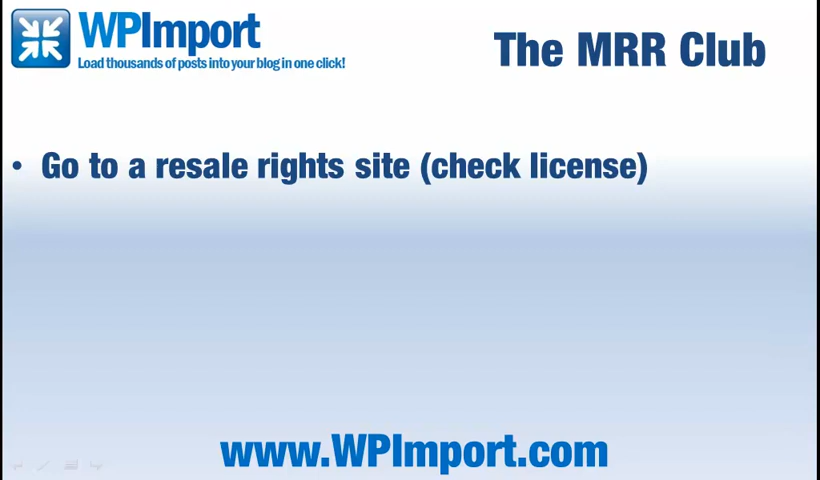 WPImport
Load thousands of posts into your blog in one click!
The MRR Club
• Go to a resale rights site (check license)
www.WPImport.com